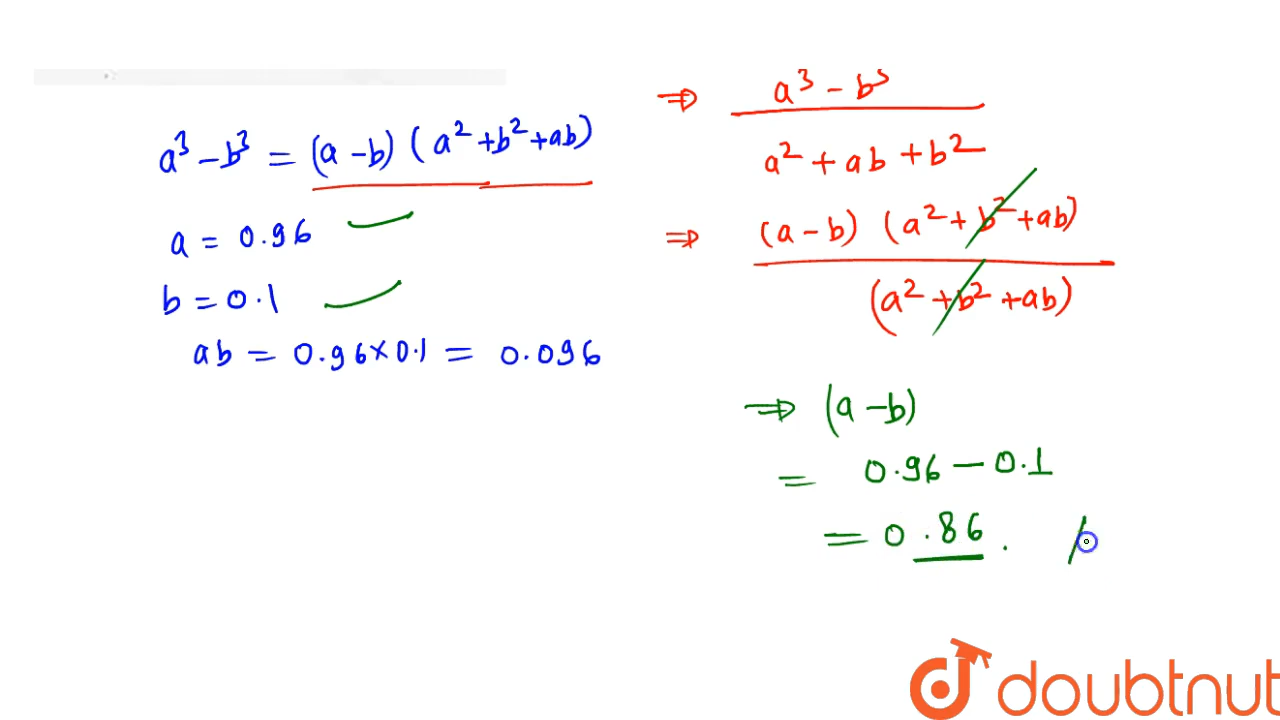 a³ - b³ = (a - b) (a² + b² + ab)
a = 0.96
b = 0.1
ab = 0.96 × 0.1 = 0.096
⇒ a³ - b³
a² + ab + b²
⇒ (a - b) (a² + b² + ab)
(a² + b² + ab)
⇒ (a - b)
= 0.96 - 0.1
= 0.86.
doubtnut